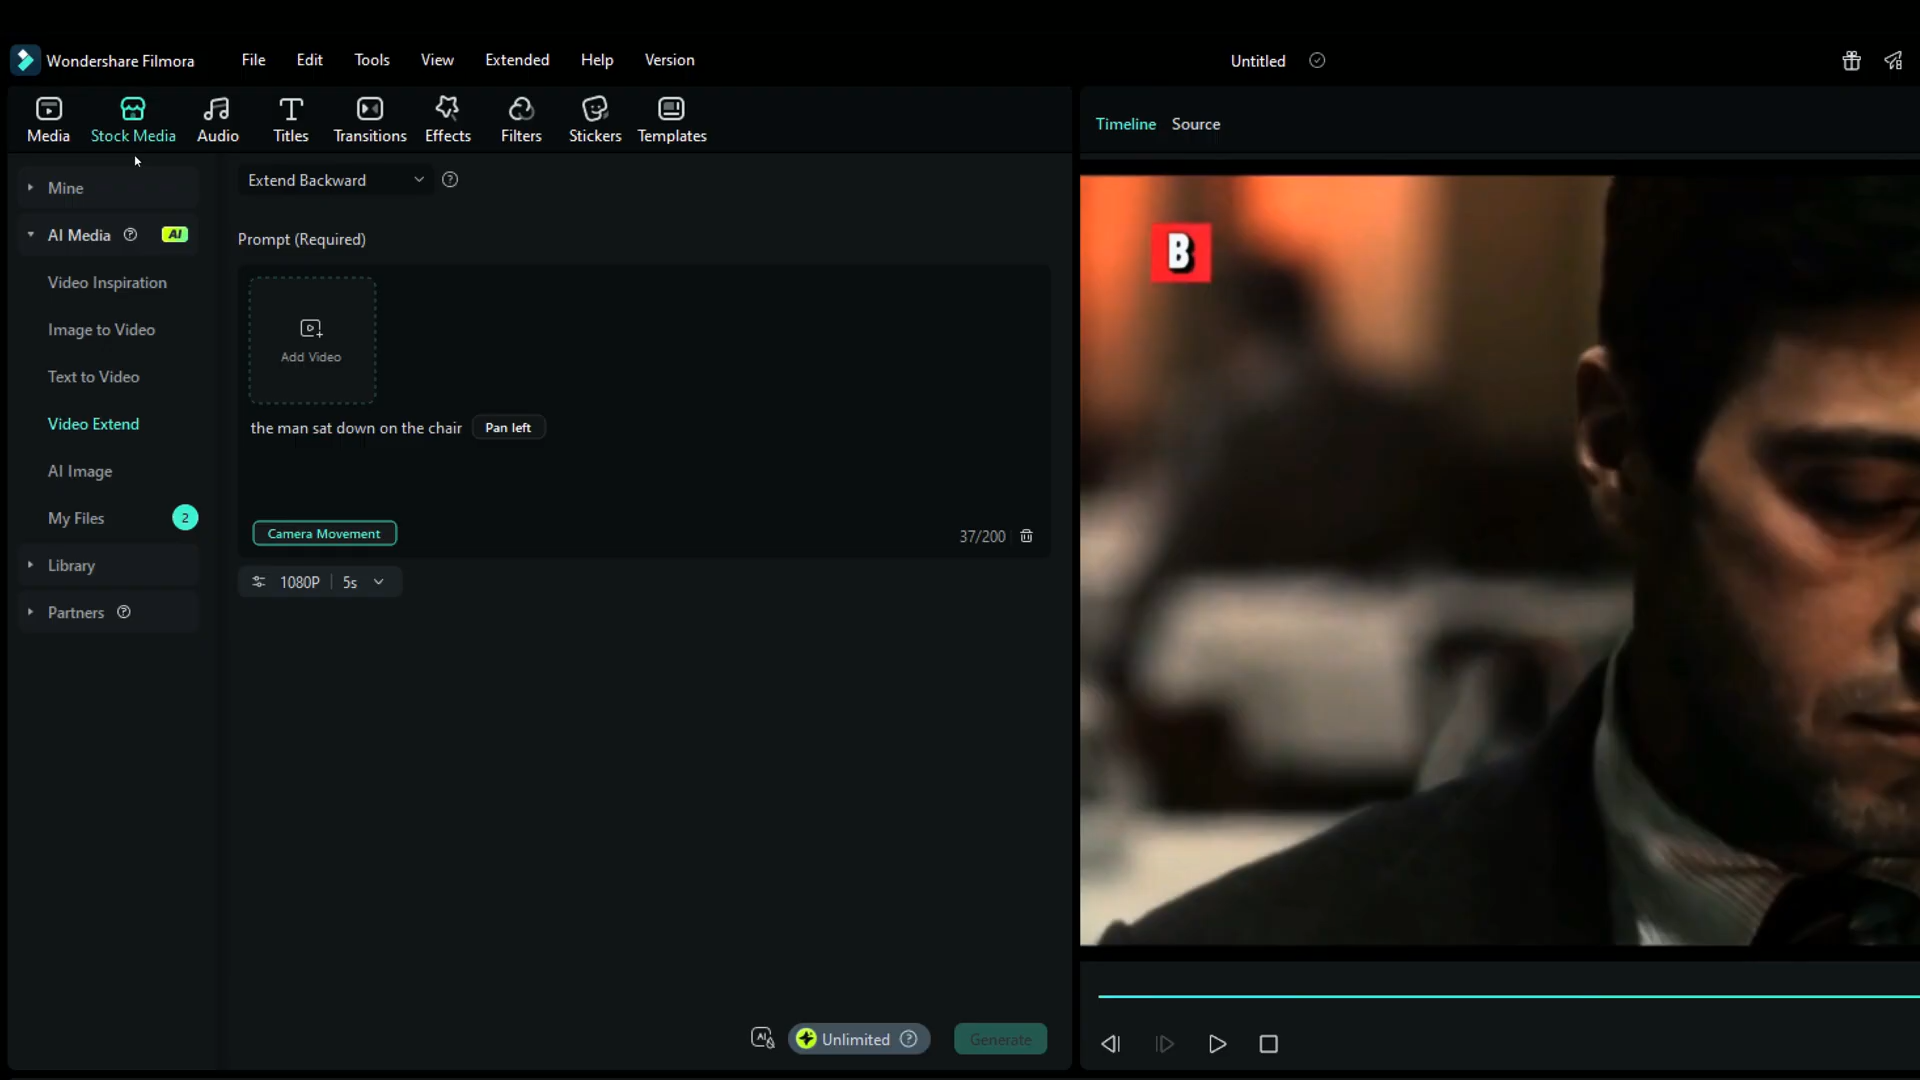 Wondershare Filmora File Edit Tools View Extended Help Version Untitled
Media Stock Media Audio Titles Transitions Effects Filters Stickers Templates
Timeline Source
Mine
AI Media AI
Video Inspiration
Image to Video
Text to Video
Video Extend
AI Image
My Files 2
Library
Partners
Extend Backward
Prompt (Required)
Add Video
the man sat down on the chair Pan left
Camera Movement 37/200
1080P 5s
AI Unlimited Generate
B